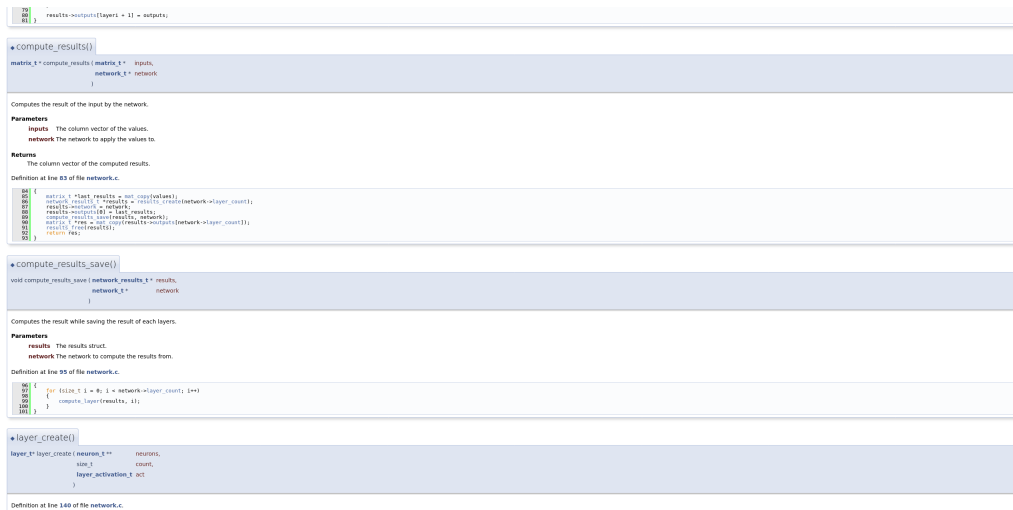 79
80 results->outputs[layeri + 1] = outputs;
81 }
◆ compute_results()
matrix_t * compute_results ( matrix_t * inputs,
network_t * network
)
Computes the result of the input by the network.
Parameters
inputs The column vector of the values.
network The network to apply the values to.
Returns
The column vector of the computed results.
Definition at line 83 of file network.c.
84 {
85 matrix_t *last_results = mat_copy(values);
86 network_results_t *results = results_create(network->layer_count);
87 results->network = network;
88 results->outputs[0] = last_results;
89 compute_results_save(results, network);
90 matrix_t *res = mat_copy(results->outputs[network->layer_count]);
91 results_free(results);
92 return res;
93 }
◆ compute_results_save()
void compute_results_save ( network_results_t * results,
network_t * network
)
Computes the result while saving the result of each layers.
Parameters
results The results struct.
network The network to compute the results from.
Definition at line 95 of file network.c.
96 {
97 for (size_t i = 0; i < network->layer_count; i++)
98 {
99 compute_layer(results, i);
100 }
101 }
◆ layer_create()
layer_t* layer_create ( neuron_t ** neurons,
size_t count,
layer_activation_t act
)
Definition at line 140 of file network.c.